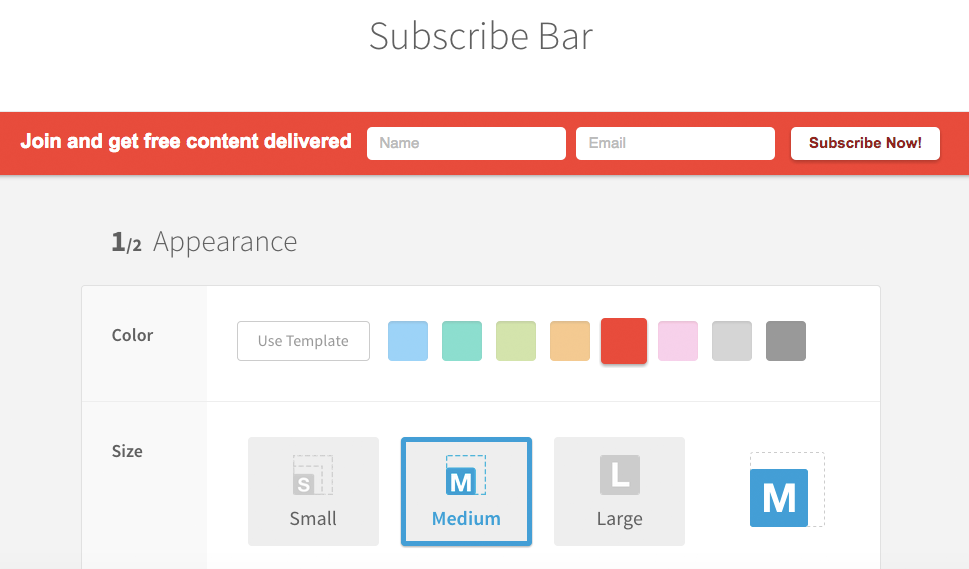 Subscribe Bar
Join and get free content delivered Name Email Subscribe Now!
1/2 Appearance
Color Use Template
Size
S M L M
Small Medium Large